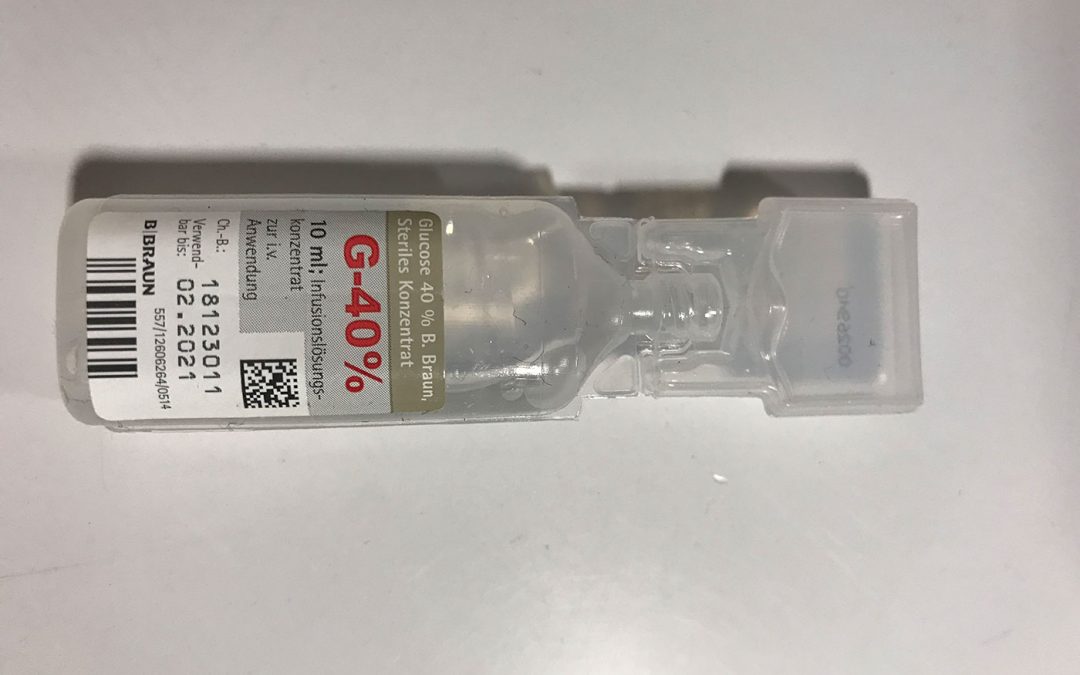 Glucose 40 % B. Braun,
Steriles Konzentrat
G-40%
10 ml; Infusionslösungs-
konzentrat
zur i.v.
Anwendung
Ch.-B.: 18123011
Verwend-
bar bis: 02.2021
B|BRAUN 557/12606264/0514